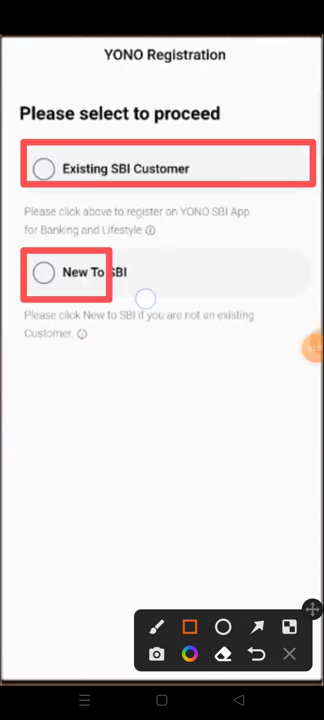 YONO Registration
Please select to proceed
Existing SBI Customer
Please click above to register on YONO SBI App
for Banking and Lifestyle
New To SBI
Please click New to SBI if you are not an existing
Customer.